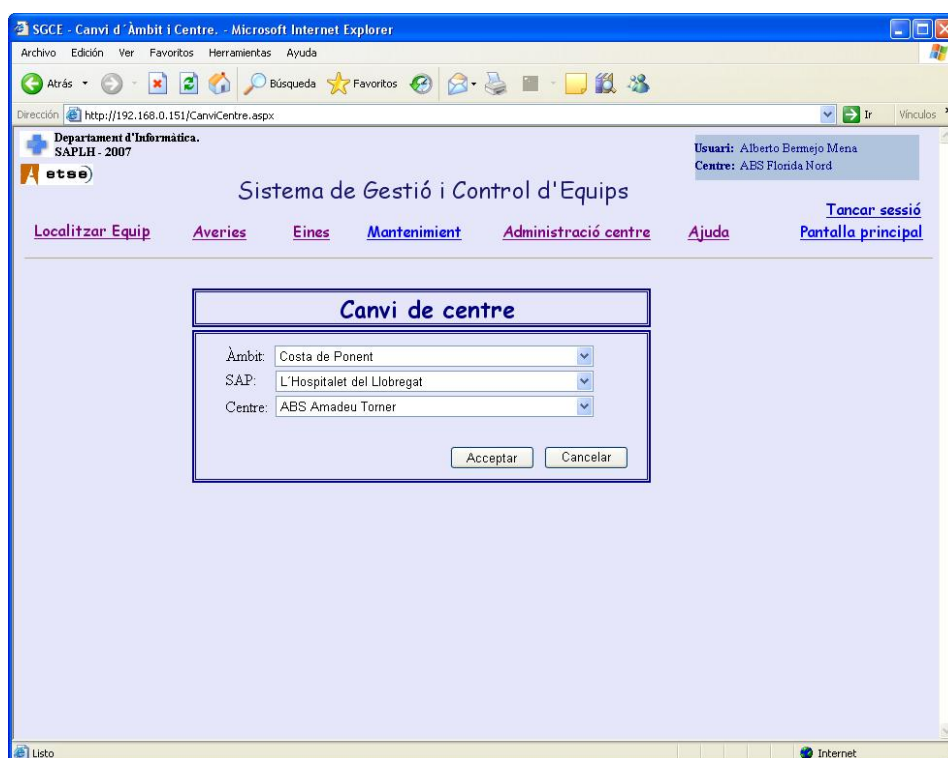 SGCE - Canvi d´Àmbit i Centre. - Microsoft Internet Explorer
Archivo Edición Ver Favoritos Herramientas Ayuda
Atrás Búsqueda Favoritos
Dirección http://192.168.0.151/CanviCentre.aspx Ir Vínculos
Departament d'Informàtica.
SAPLH - 2007
etse)
Usuari: Alberto Bermejo Mena
Centre: ABS Florida Nord
Sistema de Gestió i Control d'Equips
Tancar sessió
Localitzar Equip Averies Eines Mantenimient Administració centre Ajuda Pantalla principal
Canvi de centre
Àmbit: Costa de Ponent
SAP: L´Hospitalet del Llobregat
Centre: ABS Amadeu Torner
Acceptar Cancelar
Listo Internet